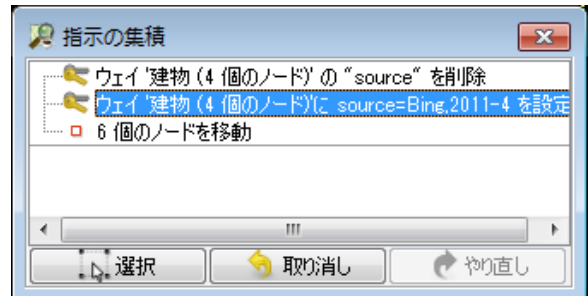 指示の集積
ウェイ '建物 (4 個のノード)' の "source" を削除
ウェイ '建物 (4 個のノード)'に source=Bing,2011-4 を設定
6 個のノードを移動
選択
取り消し
やり直し